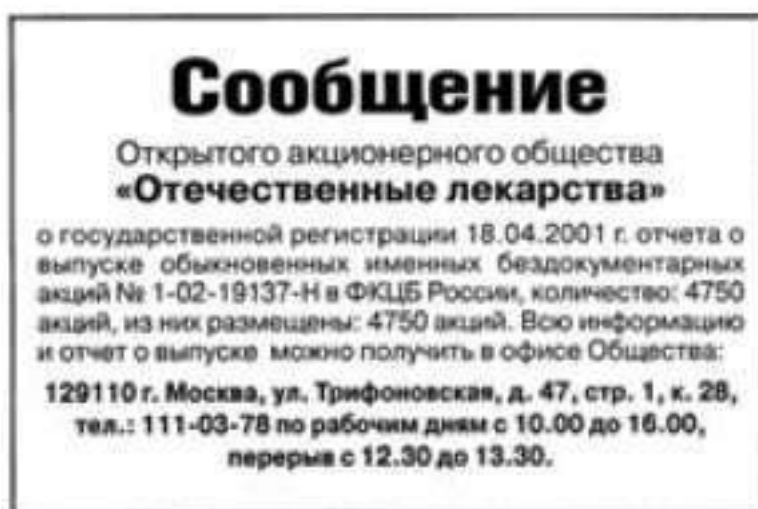 Сообщение
Открытого акционерного общества
«Отечественные лекарства»
о государственной регистрации 18.04.2001 г. отчета о
выпуске обыкновенных именных бездокументарных
акций № 1-02-19137-Н в ФКЦБ России, количество: 4750
акций, из них размещены: 4750 акций. Всю информацию
и отчет о выпуске можно получить в офисе Общества:
129110 г. Москва, ул. Трифоновская, д. 47, стр. 1, к. 28,
тел.: 111-03-78 по рабочим дням с 10.00 до 16.00,
перерыв с 12.30 до 13.30.